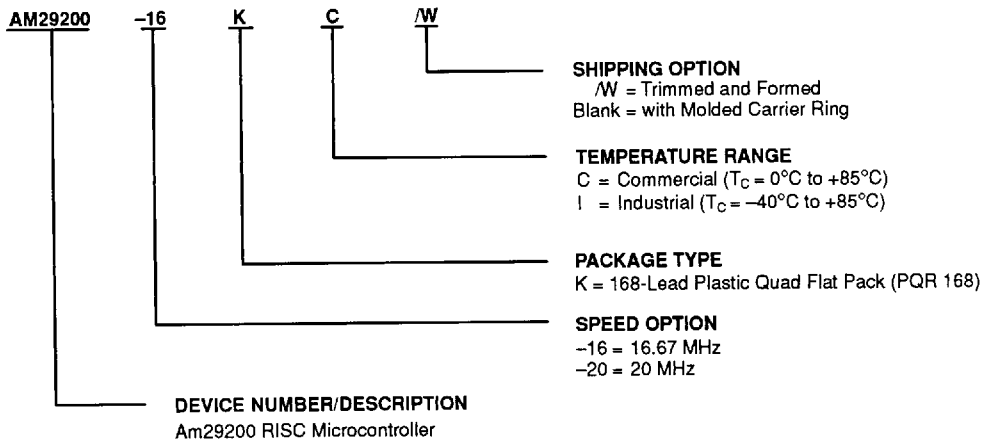 AM29200 –16 K C /W
SHIPPING OPTION
/W = Trimmed and Formed
Blank = with Molded Carrier Ring
TEMPERATURE RANGE
C = Commercial (TC = 0°C to +85°C)
I = Industrial (TC = –40°C to +85°C)
PACKAGE TYPE
K = 168-Lead Plastic Quad Flat Pack (PQR 168)
SPEED OPTION
–16 = 16.67 MHz
–20 = 20 MHz
DEVICE NUMBER/DESCRIPTION
Am29200 RISC Microcontroller